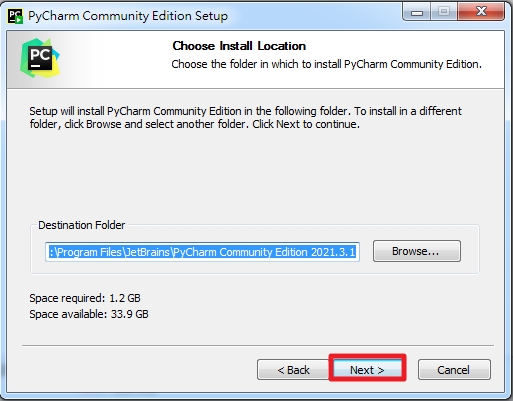 PC PyCharm Community Edition Setup
PC
Choose Install Location
Choose the folder in which to install PyCharm Community Edition.
Setup will install PyCharm Community Edition in the following folder. To install in a different
folder, click Browse and select another folder. Click Next to continue.
Destination Folder
:\Program Files\JetBrains\PyCharm Community Edition 2021.3.1
Browse...
Space required: 1.2 GB
Space available: 33.9 GB
< Back
Next >
Cancel